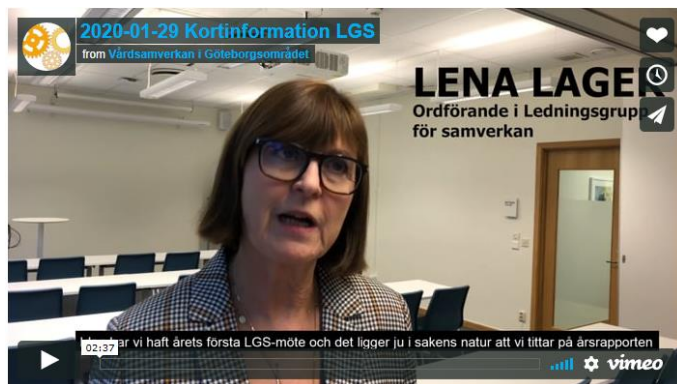 2020-01-29 Kortinformation LGS
from Vårdsamverkan i Göteborgsområdet
LENA LAGER
Ordförande i Ledningsgrupp
för samverkan
har vi haft årets första LGS-möte och det ligger ju i sakens natur att vi tittar på årsrapporten
02:37
vimeo